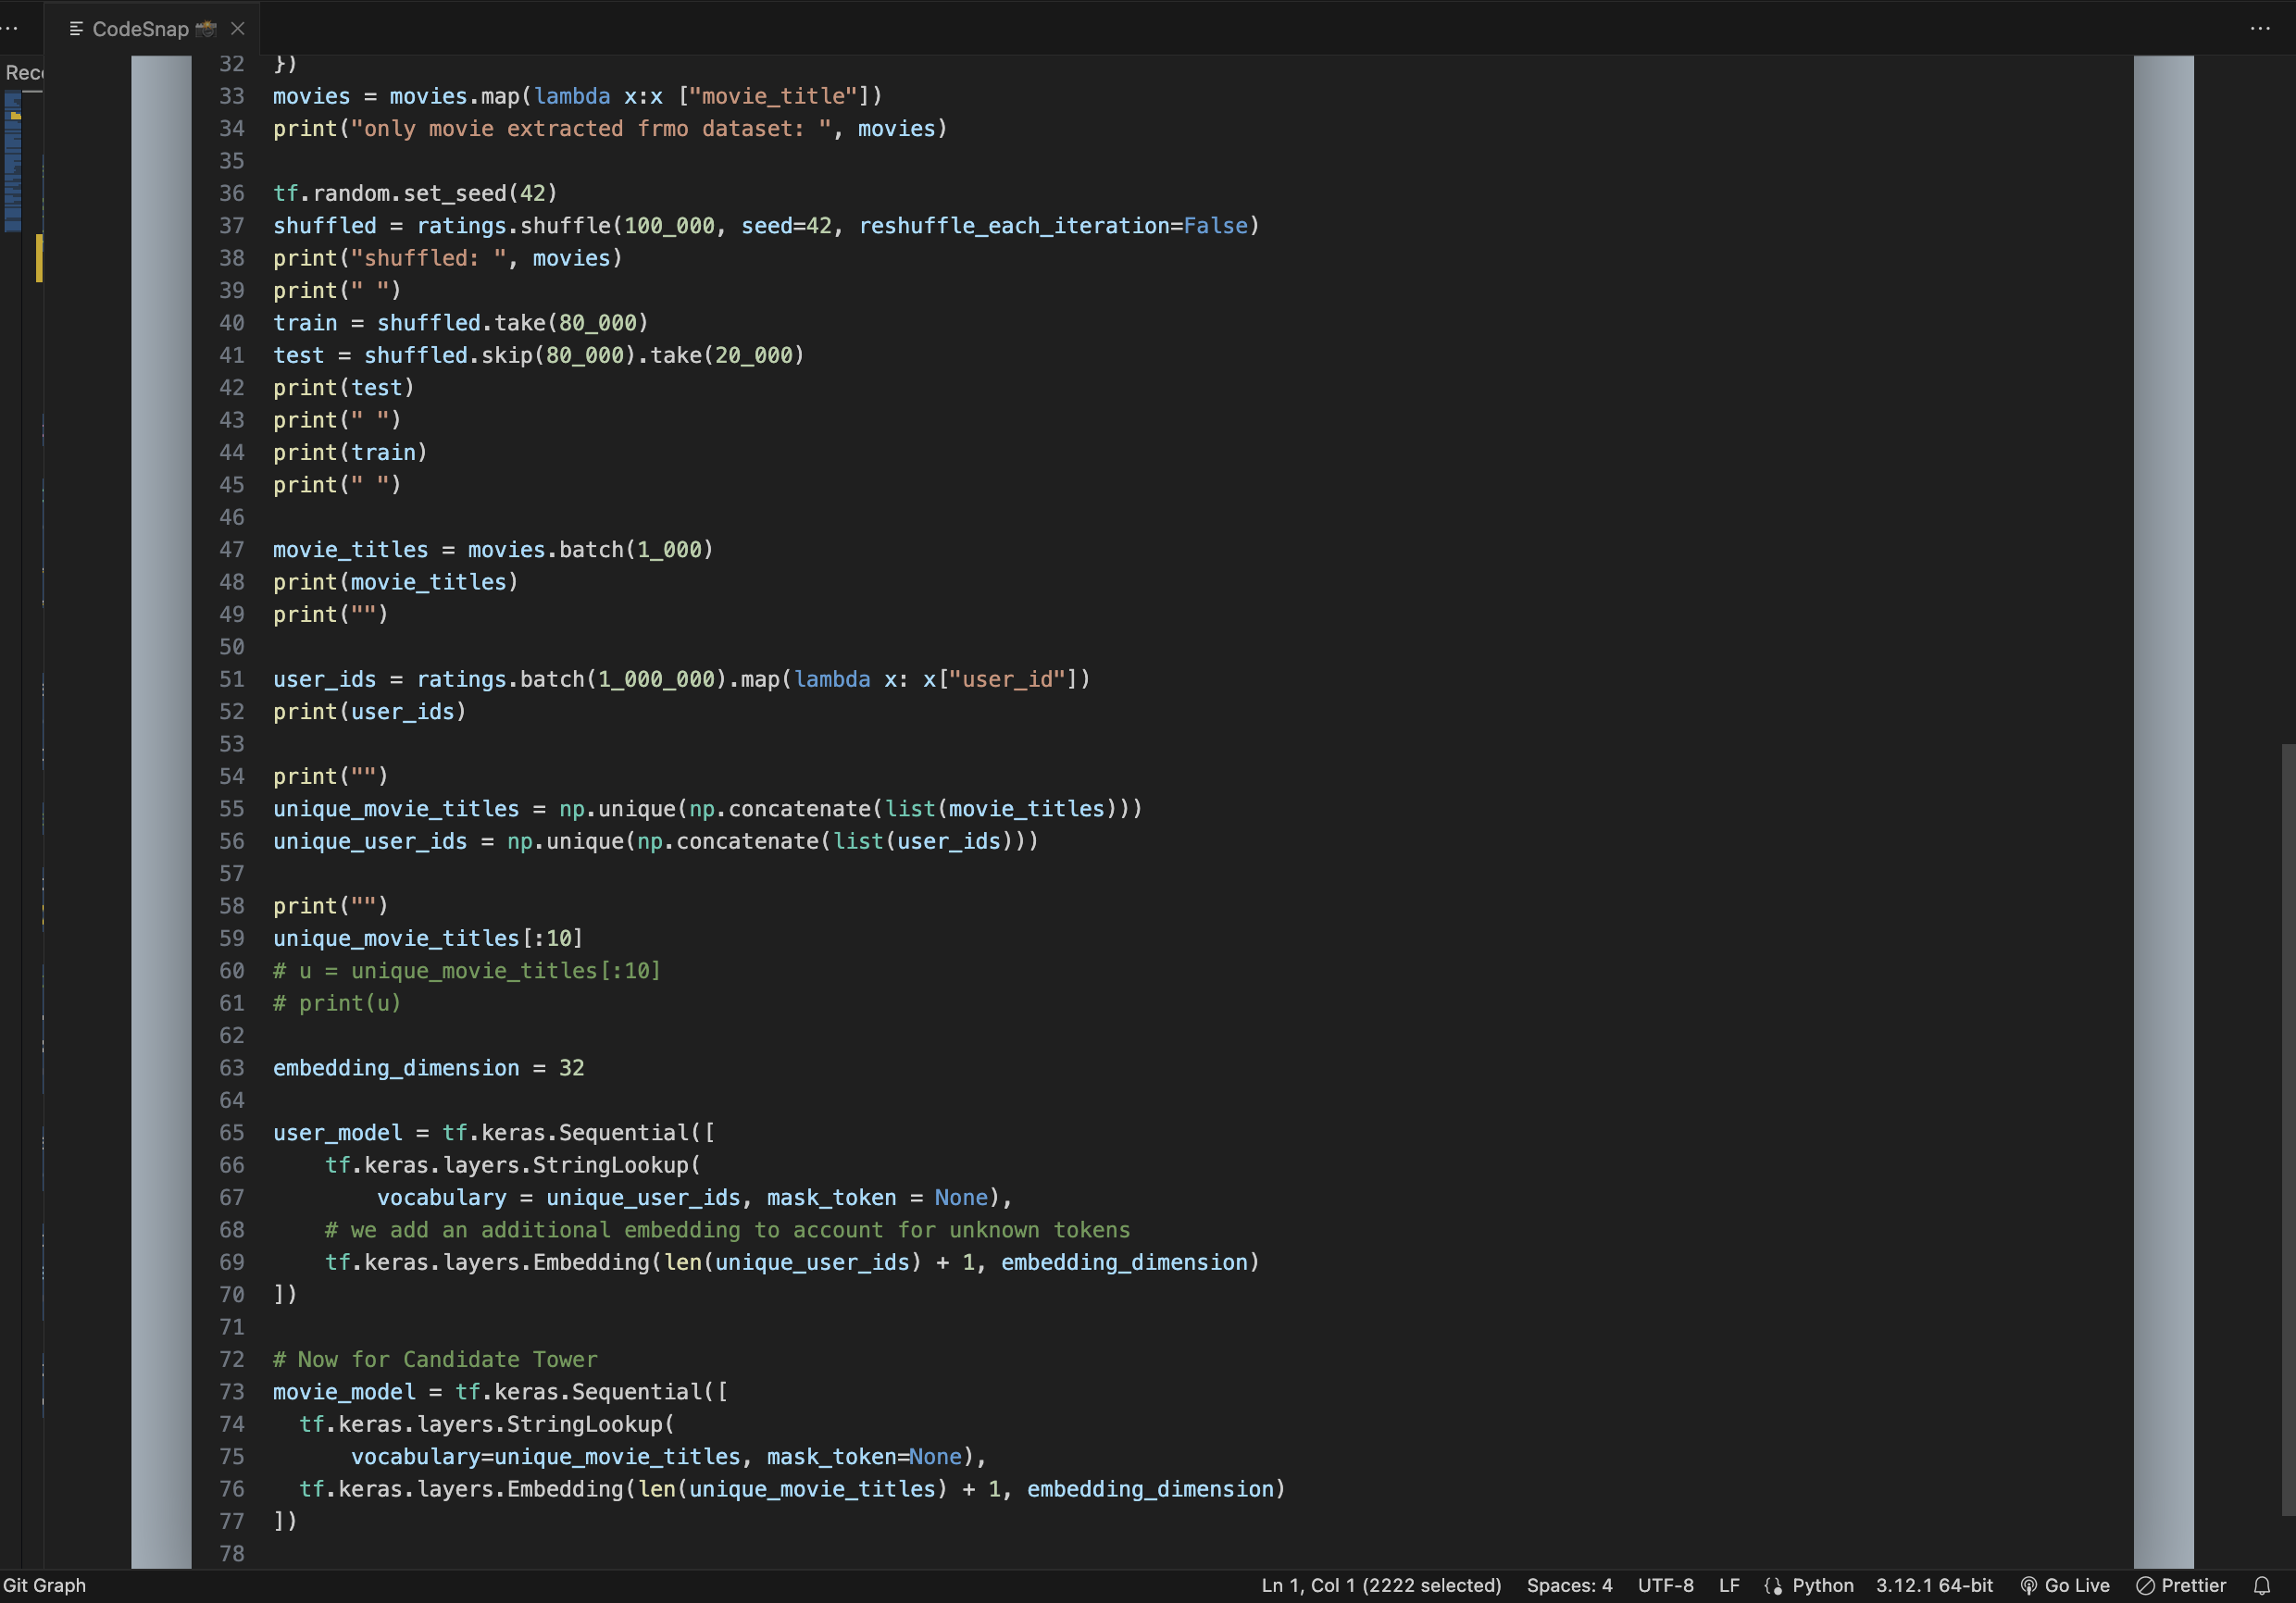 CodeSnap
Rec
32 })
33 movies = movies.map(lambda x:x ["movie_title"])
34 print("only movie extracted frmo dataset: ", movies)
35
36 tf.random.set_seed(42)
37 shuffled = ratings.shuffle(100_000, seed=42, reshuffle_each_iteration=False)
38 print("shuffled: ", movies)
39 print(" ")
40 train = shuffled.take(80_000)
41 test = shuffled.skip(80_000).take(20_000)
42 print(test)
43 print(" ")
44 print(train)
45 print(" ")
46
47 movie_titles = movies.batch(1_000)
48 print(movie_titles)
49 print("")
50
51 user_ids = ratings.batch(1_000_000).map(lambda x: x["user_id"])
52 print(user_ids)
53
54 print("")
55 unique_movie_titles = np.unique(np.concatenate(list(movie_titles)))
56 unique_user_ids = np.unique(np.concatenate(list(user_ids)))
57
58 print("")
59 unique_movie_titles[:10]
60 # u = unique_movie_titles[:10]
61 # print(u)
62
63 embedding_dimension = 32
64
65 user_model = tf.keras.Sequential([
66     tf.keras.layers.StringLookup(
67         vocabulary = unique_user_ids, mask_token = None),
68     # we add an additional embedding to account for unknown tokens
69     tf.keras.layers.Embedding(len(unique_user_ids) + 1, embedding_dimension)
70 ])
71
72 # Now for Candidate Tower
73 movie_model = tf.keras.Sequential([
74   tf.keras.layers.StringLookup(
75       vocabulary=unique_movie_titles, mask_token=None),
76   tf.keras.layers.Embedding(len(unique_movie_titles) + 1, embedding_dimension)
77 ])
78
Git Graph Ln 1, Col 1 (2222 selected) Spaces: 4 UTF-8 LF Python 3.12.1 64-bit Go Live Prettier